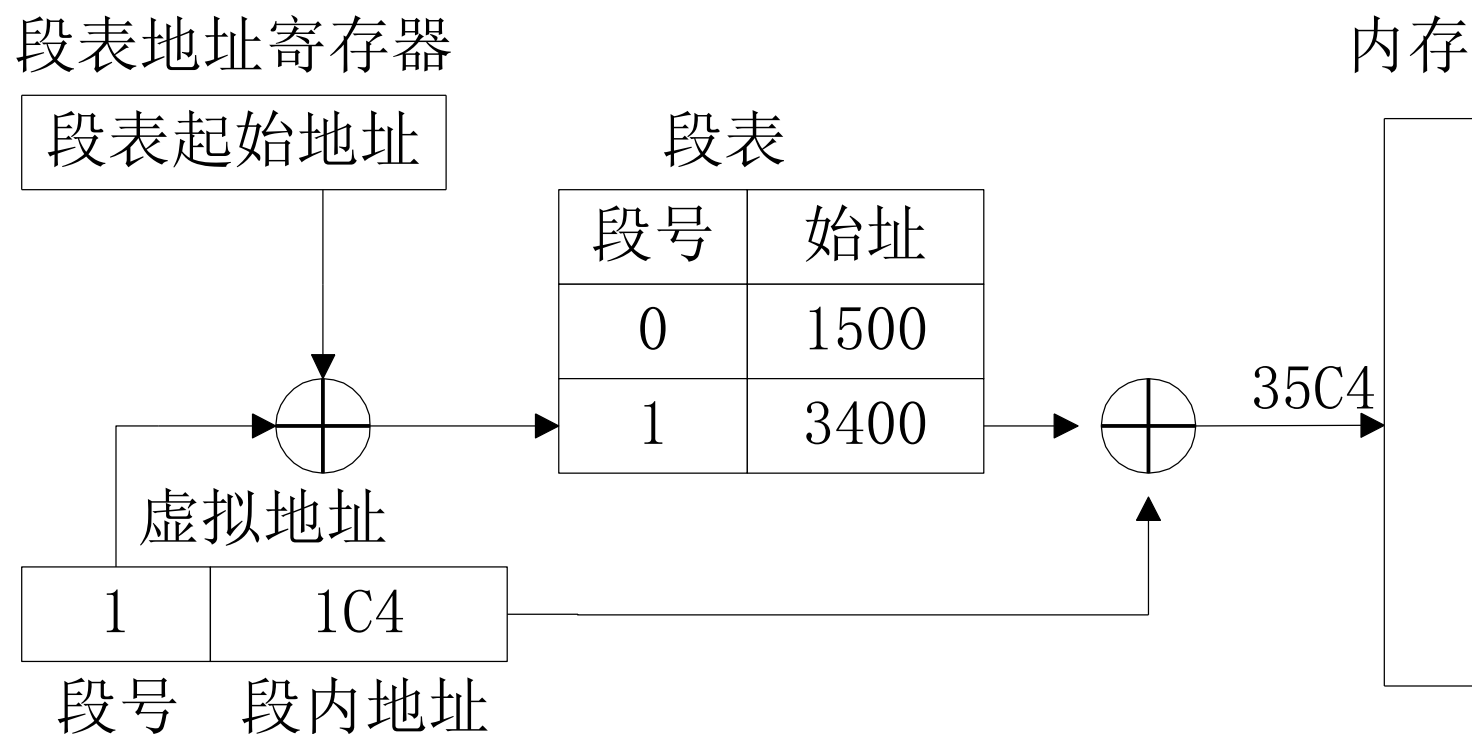 段表地址寄存器
内存
段表起始地址
段表
段号 始址
0 1500
1 3400
35C4
虚拟地址
1 1C4
段号 段内地址